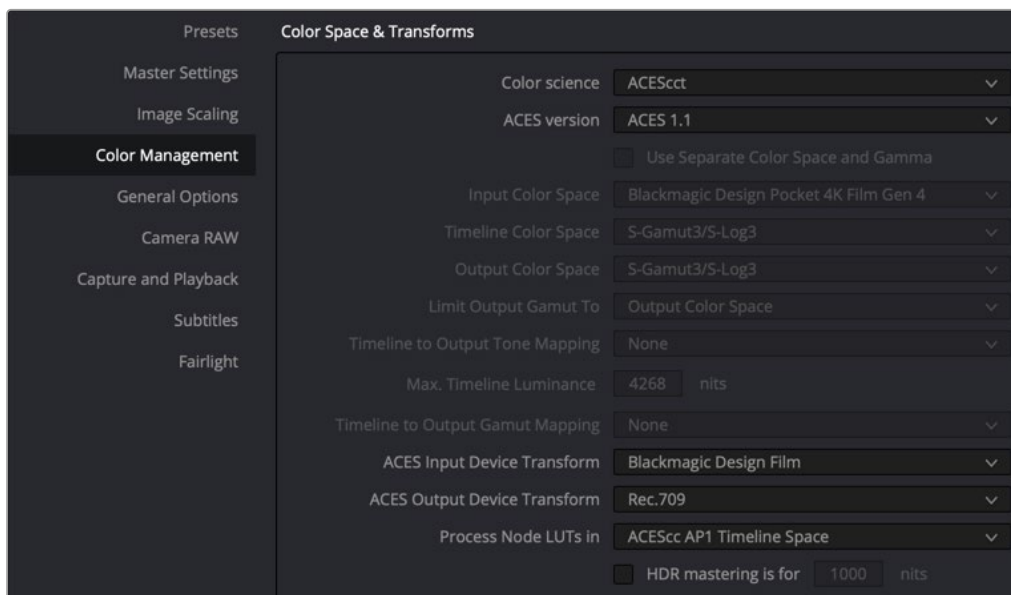 Presets
Master Settings
Image Scaling
Color Management
General Options
Camera RAW
Capture and Playback
Subtitles
Fairlight
Color Space & Transforms
Color science ACEScct
ACES version ACES 1.1
Use Separate Color Space and Gamma
Input Color Space Blackmagic Design Pocket 4K Film Gen 4
Timeline Color Space S-Gamut3/S-Log3
Output Color Space S-Gamut3/S-Log3
Limit Output Gamut To Output Color Space
Timeline to Output Tone Mapping None
Max. Timeline Luminance 4268 nits
Timeline to Output Gamut Mapping None
ACES Input Device Transform Blackmagic Design Film
ACES Output Device Transform Rec.709
Process Node LUTs in ACEScc AP1 Timeline Space
HDR mastering is for 1000 nits